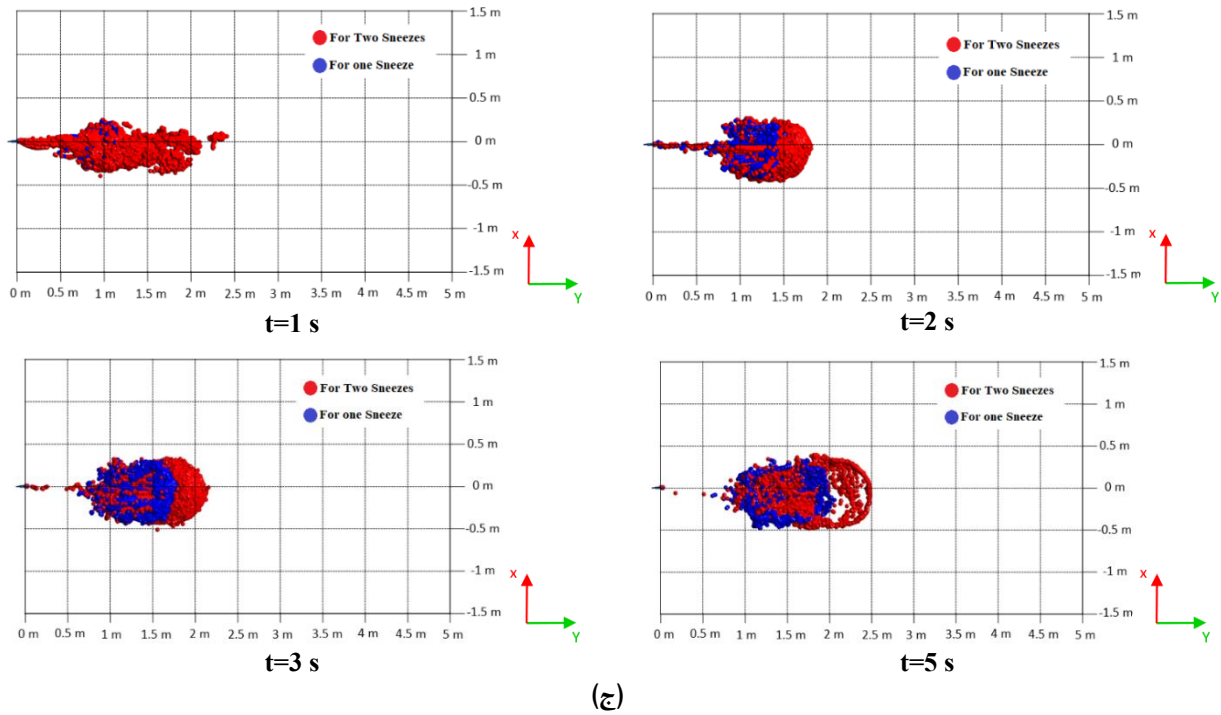 1.5 m
For Two Sneezes
1 m
For one Sneeze
0.5 m
0 m
-0.5 m
-1 m
-1.5 m
X
Y
0 m 0.5 m 1 m 1.5 m 2 m 2.5 m 3 m 3.5 m 4 m 4.5 m 5 m
t=1 s
1.5 m
For Two Sneezes
1 m
For one Sneeze
0.5 m
0 m
-0.5 m
-1 m
-1.5 m
X
Y
0 m 0.5 m 1 m 1.5 m 2 m 2.5 m 3 m 3.5 m 4 m 4.5 m 5 m
t=2 s
1.5 m
For Two Sneezes
1 m
For one Sneeze
0.5 m
0 m
-0.5 m
-1 m
-1.5 m
X
Y
0 m 0.5 m 1 m 1.5 m 2 m 2.5 m 3 m 3.5 m 4 m 4.5 m 5 m
t=3 s
1.5 m
For Two Sneezes
1 m
For one Sneeze
0.5 m
0 m
-0.5 m
-1 m
-1.5 m
X
Y
0 m 0.5 m 1 m 1.5 m 2 m 2.5 m 3 m 3.5 m 4 m 4.5 m 5 m
t=5 s
(ج)